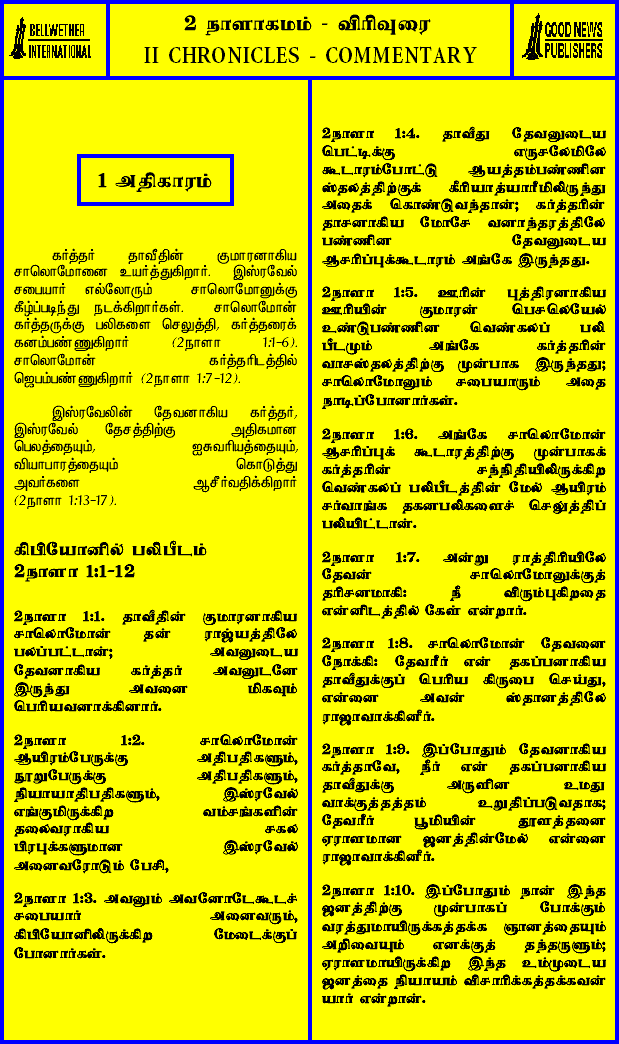 BELLWETHER
INTERNATIONAL
2 நாளாகமம் - விரிவுரை
II CHRONICLES - COMMENTARY
GOOD NEWS
PUBLISHERS
1 அதிகாரம்
கர்த்தர் தாவீதின் குமாரனாகிய
சாலொமோனை உயர்த்துகிறார். இஸ்ரவேல்
சபையார் எல்லோரும் சாலொமோனுக்கு
கீழ்ப்படிந்து நடக்கிறார்கள். சாலொமோன்
கர்த்தருக்கு பலிகளை செலுத்தி, கர்த்தரைக்
கனம்பண்ணுகிறார் (2நாளா 1:1-6).
சாலொமோன் கர்த்தரிடத்தில்
ஜெபம்பண்ணுகிறார் (2நாளா 1:7-12).
இஸ்ரவேலின் தேவனாகிய கர்த்தர்,
இஸ்ரவேல் தேசத்திற்கு அதிகமான
பெலத்தையும், ஐசுவரியத்தையும்,
வியாபாரத்தையும் கொடுத்து
அவர்களை ஆசீர்வதிக்கிறார்
(2நாளா 1:13-17).
கிபியோனில் பலிபீடம்
2நாளா 1:1-12
2நாளா 1:1. தாவீதின் குமாரனாகிய
சாலொமோன் தன் ராஜ்யத்திலே
பலப்பட்டான்; அவனுடைய
தேவனாகிய கர்த்தர் அவனுடனே
இருந்து அவனை மிகவும்
பெரியவனாக்கினார்.
2நாளா 1:2. சாலொமோன்
ஆயிரம்பேருக்கு அதிபதிகளும்,
நூறுபேருக்கு அதிபதிகளும்,
நியாயாதிபதிகளும், இஸ்ரவேல்
எங்குமிருக்கிற வம்சங்களின்
தலைவராகிய சகல
பிரபுக்களுமான இஸ்ரவேல்
அனைவரோடும் பேசி,
2நாளா 1:3. அவனும் அவனோடேகூடச்
சபையார் அனைவரும்,
கிபியோனிலிருக்கிற மேடைக்குப்
போனார்கள்.
2நாளா 1:4. தாவீது தேவனுடைய
பெட்டிக்கு எருசலேமிலே
கூடாரம்போட்டு ஆயத்தம்பண்ணின
ஸ்தலத்திற்குக் கீரியாத்யாரீமிலிருந்து
அதைக் கொண்டுவந்தான்; கர்த்தரின்
தாசனாகிய மோசே வனாந்தரத்திலே
பண்ணின தேவனுடைய
ஆசரிப்புக்கூடாரம் அங்கே இருந்தது.
2நாளா 1:5. ஊரின் புத்திரனாகிய
ஊரியின் குமாரன் பெசலெயேல்
உண்டுபண்ணின வெண்கலப் பலி
பீடமும் அங்கே கர்த்தரின்
வாசஸ்தலத்திற்கு முன்பாக இருந்தது;
சாலொமோனும் சபையாரும் அதை
நாடிப்போனார்கள்.
2நாளா 1:6. அங்கே சாலொமோன்
ஆசரிப்புக் கூடாரத்திற்கு முன்பாகக்
கர்த்தரின் சந்நிதியிலிருக்கிற
வெண்கலப் பலிபீடத்தின் மேல் ஆயிரம்
சர்வாங்க தகனபலிகளைச் செலுத்திப்
பலியிட்டான்.
2நாளா 1:7. அன்று ராத்திரியிலே
தேவன் சாலொமோனுக்குத்
தரிசனமாகி: நீ விரும்புகிறதை
என்னிடத்தில் கேள் என்றார்.
2நாளா 1:8. சாலொமோன் தேவனை
நோக்கி: தேவரீர் என் தகப்பனாகிய
தாவீதுக்குப் பெரிய கிருபை செய்து,
என்னை அவன் ஸ்தானத்திலே
ராஜாவாக்கினீர்.
2நாளா 1:9. இப்போதும் தேவனாகிய
கர்த்தாவே, நீர் என் தகப்பனாகிய
தாவீதுக்கு அருளின உமது
வாக்குத்தத்தம் உறுதிப்படுவதாக;
தேவரீர் பூமியின் தூளத்தனை
ஏராளமான ஜனத்தின்மேல் என்னை
ராஜாவாக்கினீர்.
2நாளா 1:10. இப்போதும் நான் இந்த
ஜனத்திற்கு முன்பாகப் போக்கும்
வரத்துமாயிருக்கத்தக்க ஞானத்தையும்
அறிவையும் எனக்குத் தந்தருளும்;
ஏராளமாயிருக்கிற இந்த உம்முடைய
ஜனத்தை நியாயம் விசாரிக்கத்தக்கவன்
யார் என்றான்.